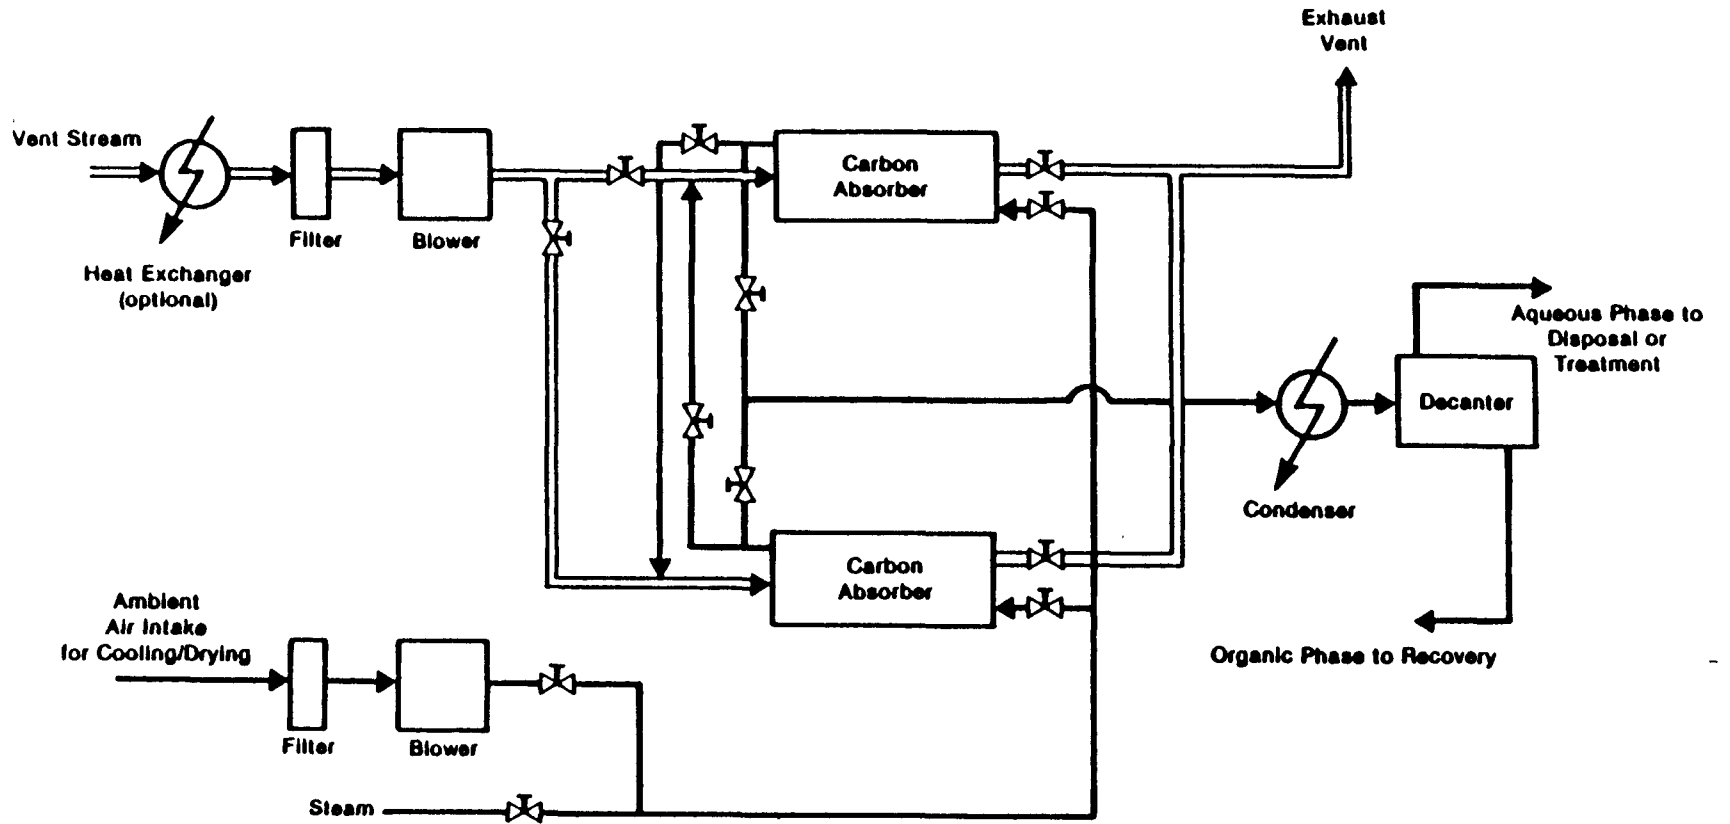 Exhaust
Vent
Vent Stream
Carbon
Absorber
Filter
Blower
Heat Exchanger
(optional)
Aqueous Phase to
Disposal or
Treatment
Decanter
Condenser
Carbon
Absorber
Ambient
Air Intake
for Cooling/Drying
Organic Phase to Recovery
Filter
Blower
Steam